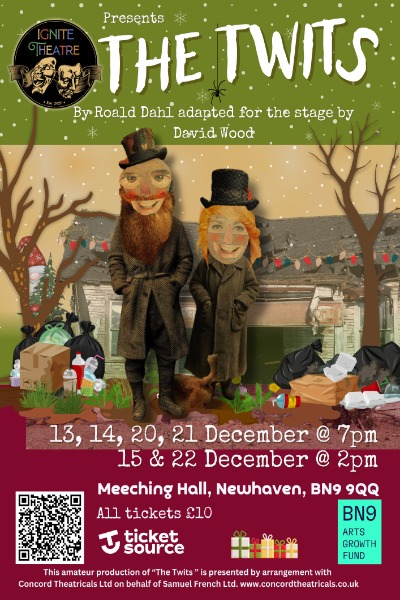 IGNITE
THEATRE
Est. 2021
Presents
THE TWITS
By Roald Dahl adapted for the stage by
David Wood
13, 14, 20, 21 December @ 7pm
15 & 22 December @ 2pm
Meeching Hall, Newhaven, BN9 9QQ
All tickets £10
ticket
source
BN9
ARTS
GROWTH
FUND
This amateur production of “The Twits ” is presented by arrangement with
Concord Theatricals Ltd on behalf of Samuel French Ltd. www.concordtheatricals.co.uk